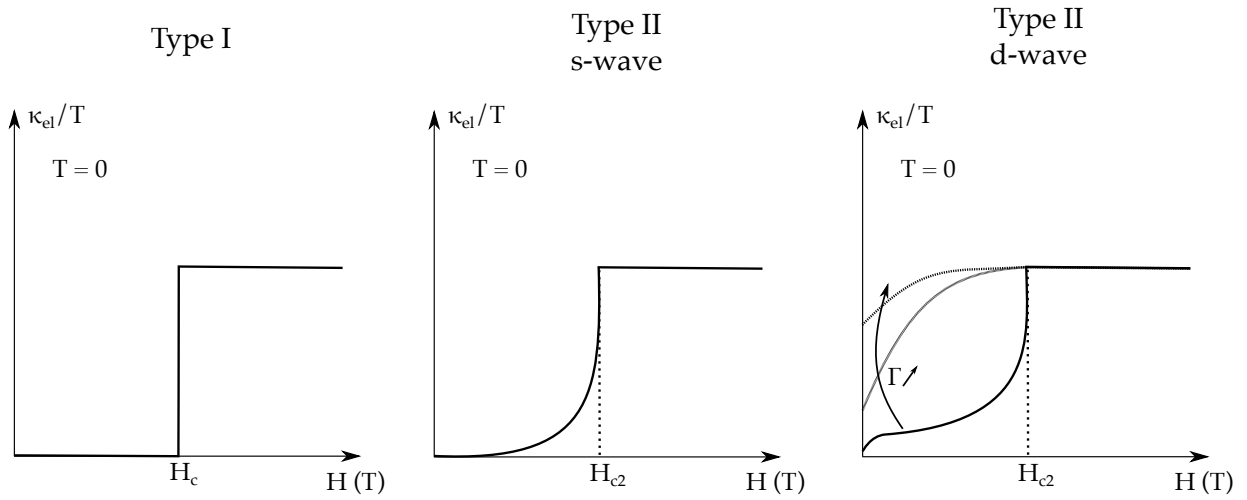 Type I
κel/T
T = 0
Hc
H (T)
Type II
s-wave
κel/T
T = 0
Hc2
H (T)
Type II
d-wave
κel/T
T = 0
Γ
Hc2
H (T)